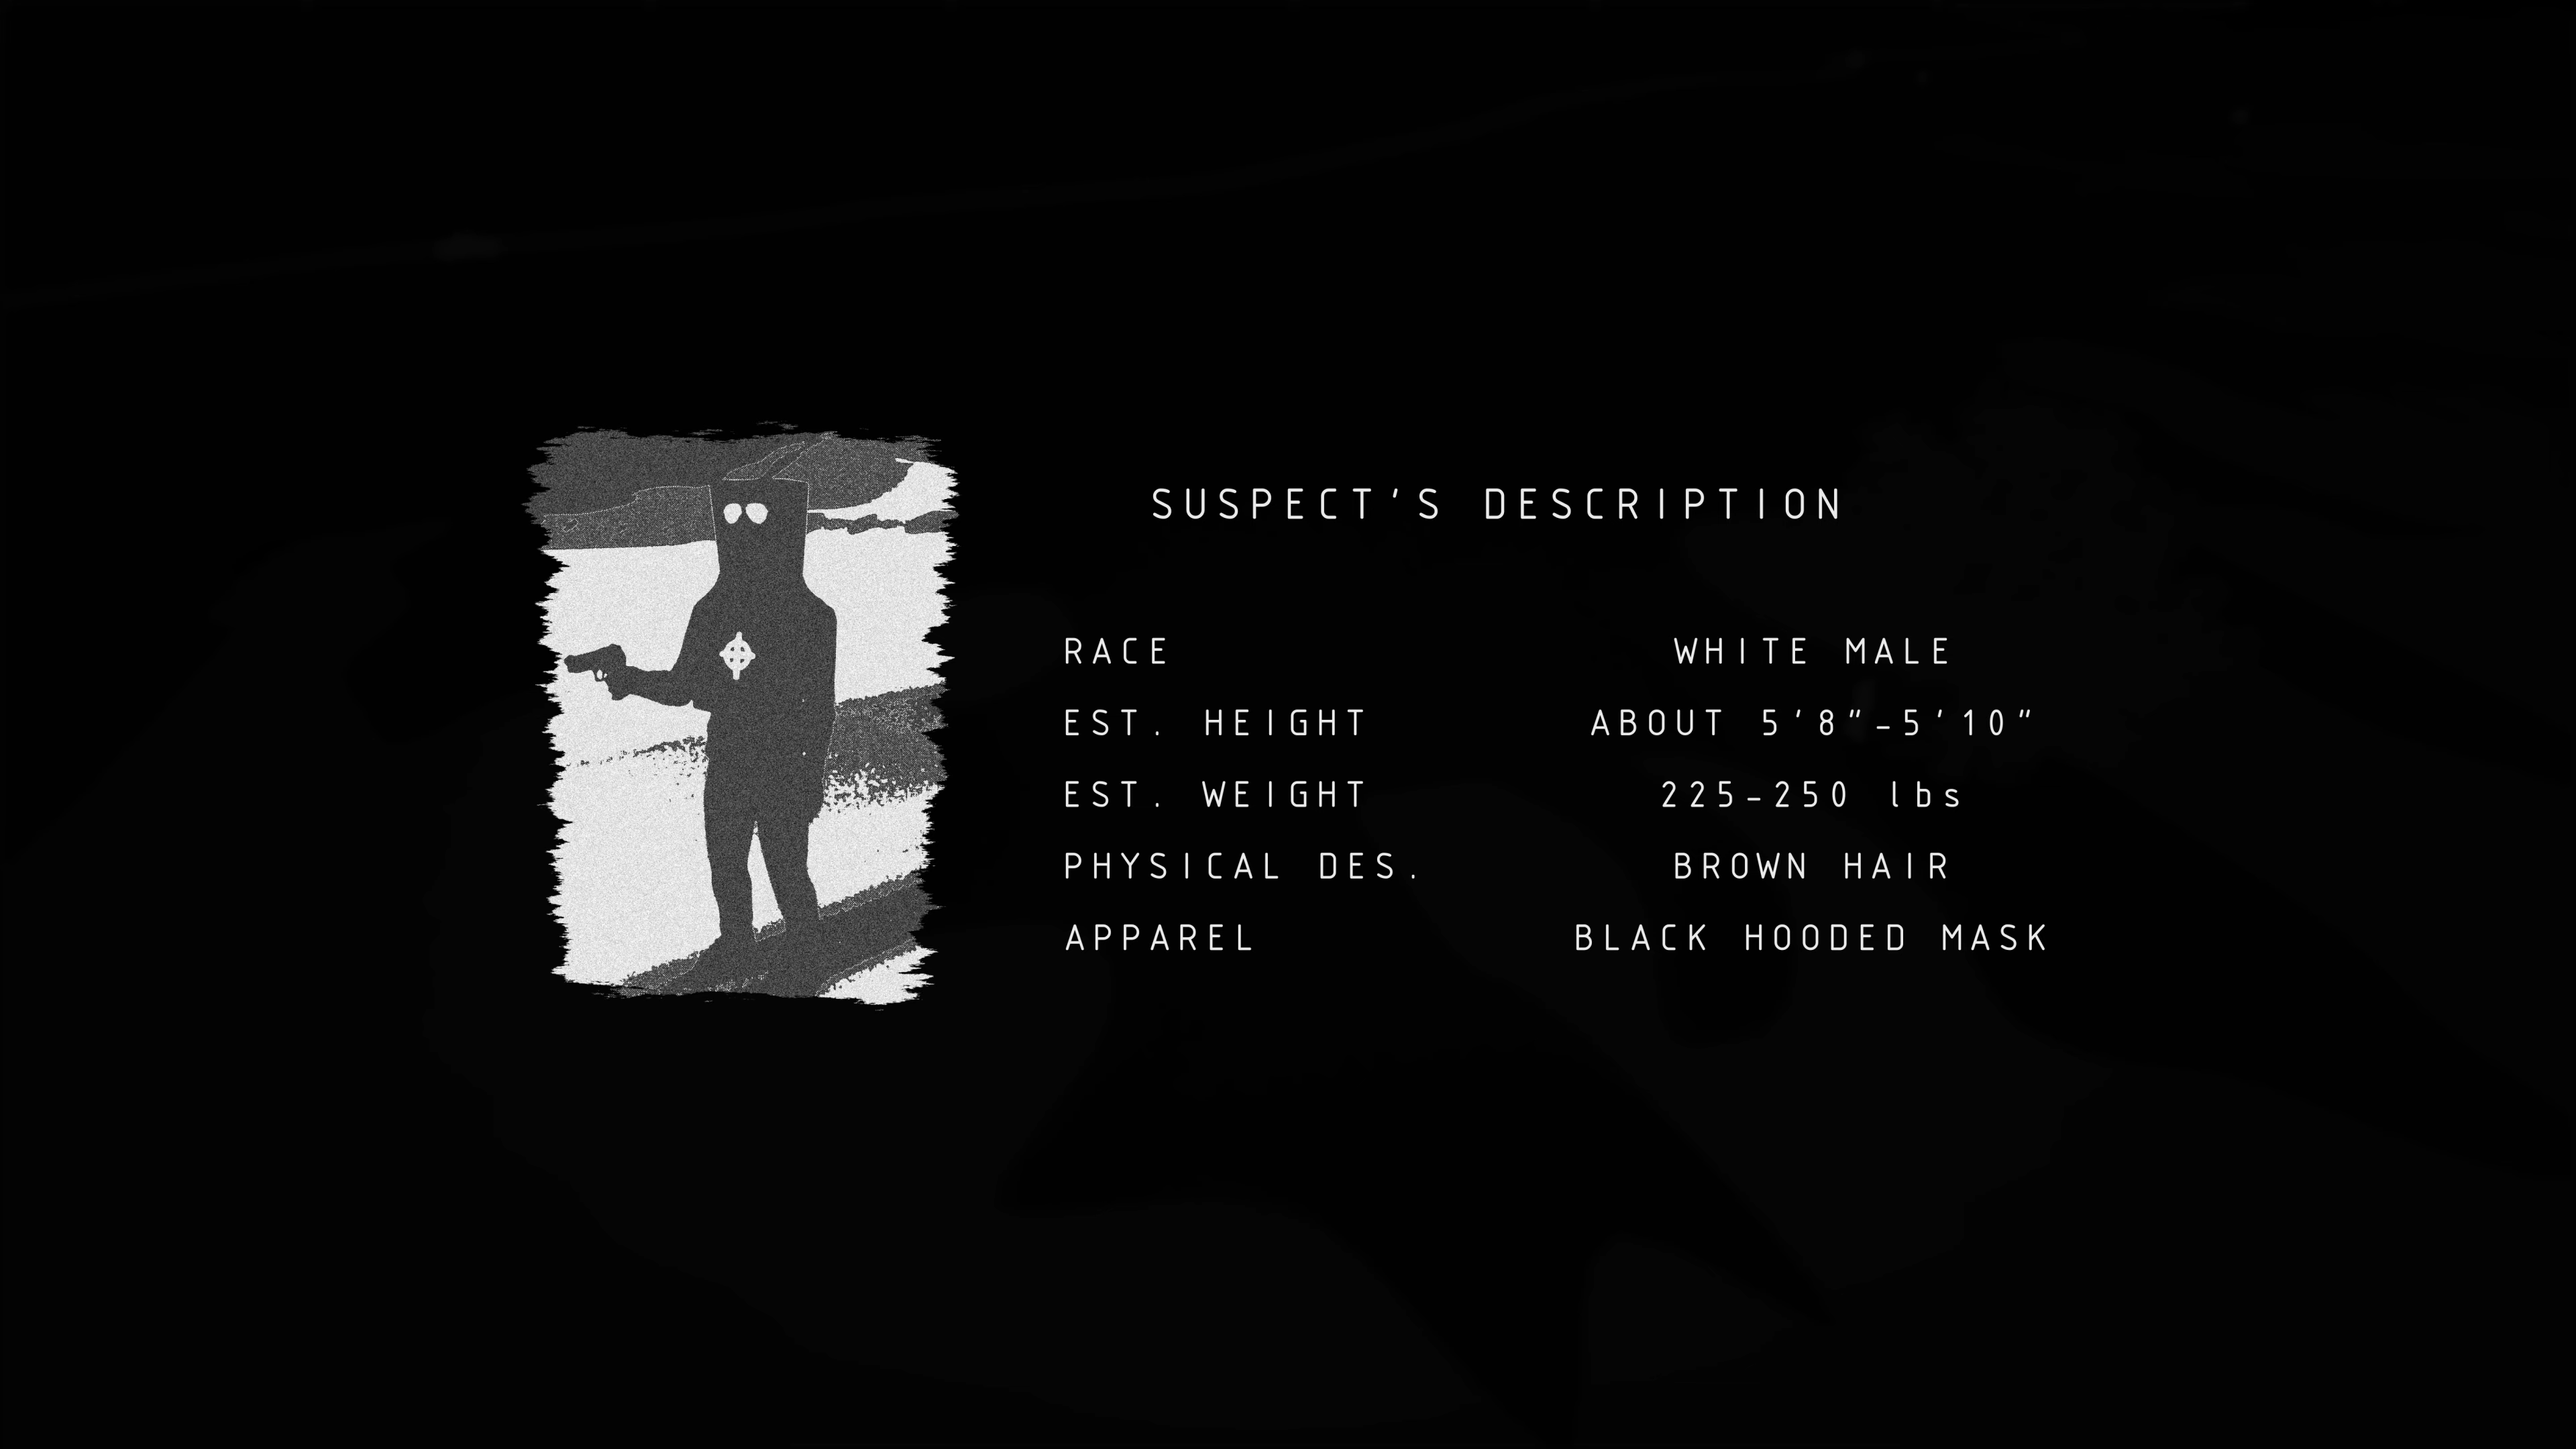 SUSPECT'S DESCRIPTION
RACE WHITE MALE
EST. HEIGHT ABOUT 5'8"-5'10"
EST. WEIGHT 225-250 lbs
PHYSICAL DES. BROWN HAIR
APPAREL BLACK HOODED MASK